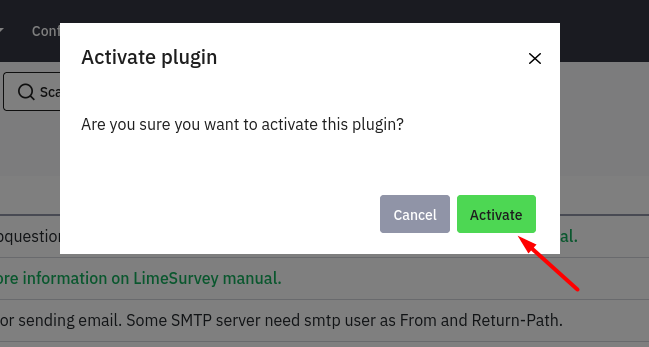 Conf
Activate plugin
Sca
Are you sure you want to activate this plugin?
Cancel
Activate
oquestion
al.
ore information on LimeSurvey manual.
or sending email. Some SMTP server need smtp user as From and Return-Path.